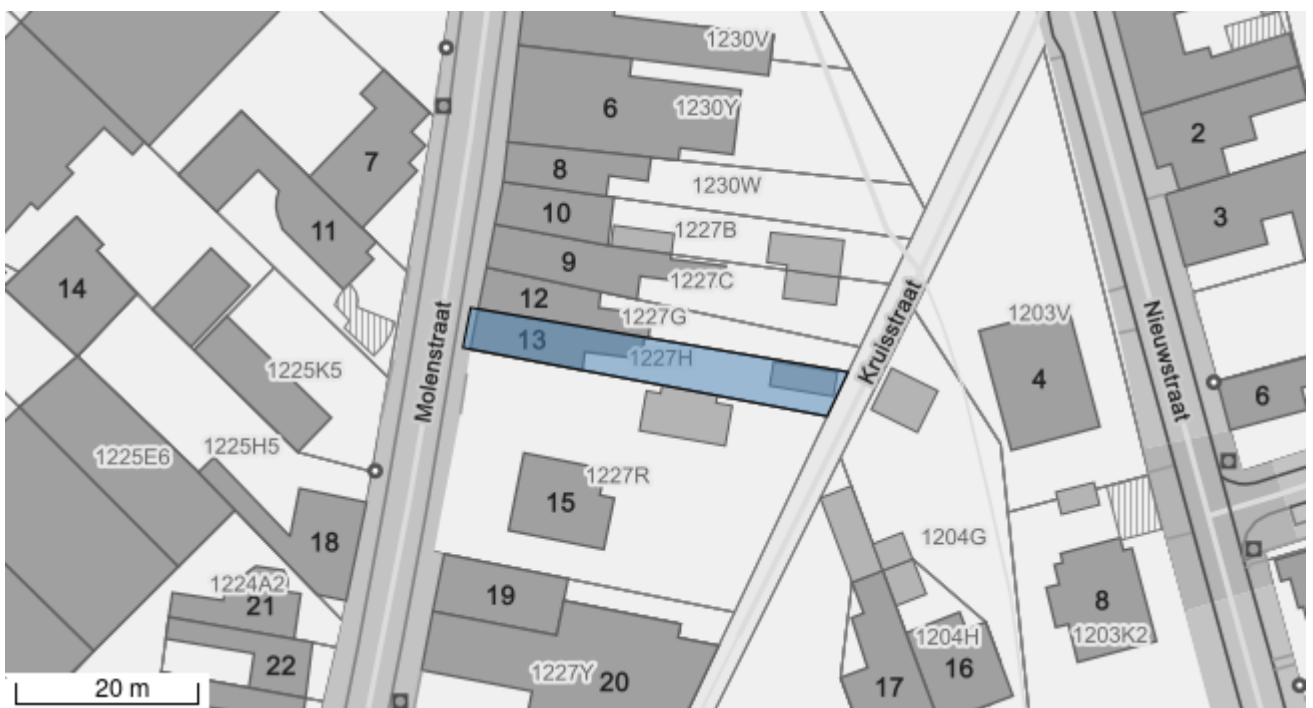 1230V
6
1230Y
2
7
8
1230W
3
10
11
1227B
9
1227C
14
12
1227G
1203V
13
1227H
Kruisstraat
Molenstraat
Nieuwstraat
1225K5
4
6
1225E6
1225H5
1227R
15
18
1204G
1224A2
21
19
8
1203K2
22
1227Y
20
1204H
16
17
20 m